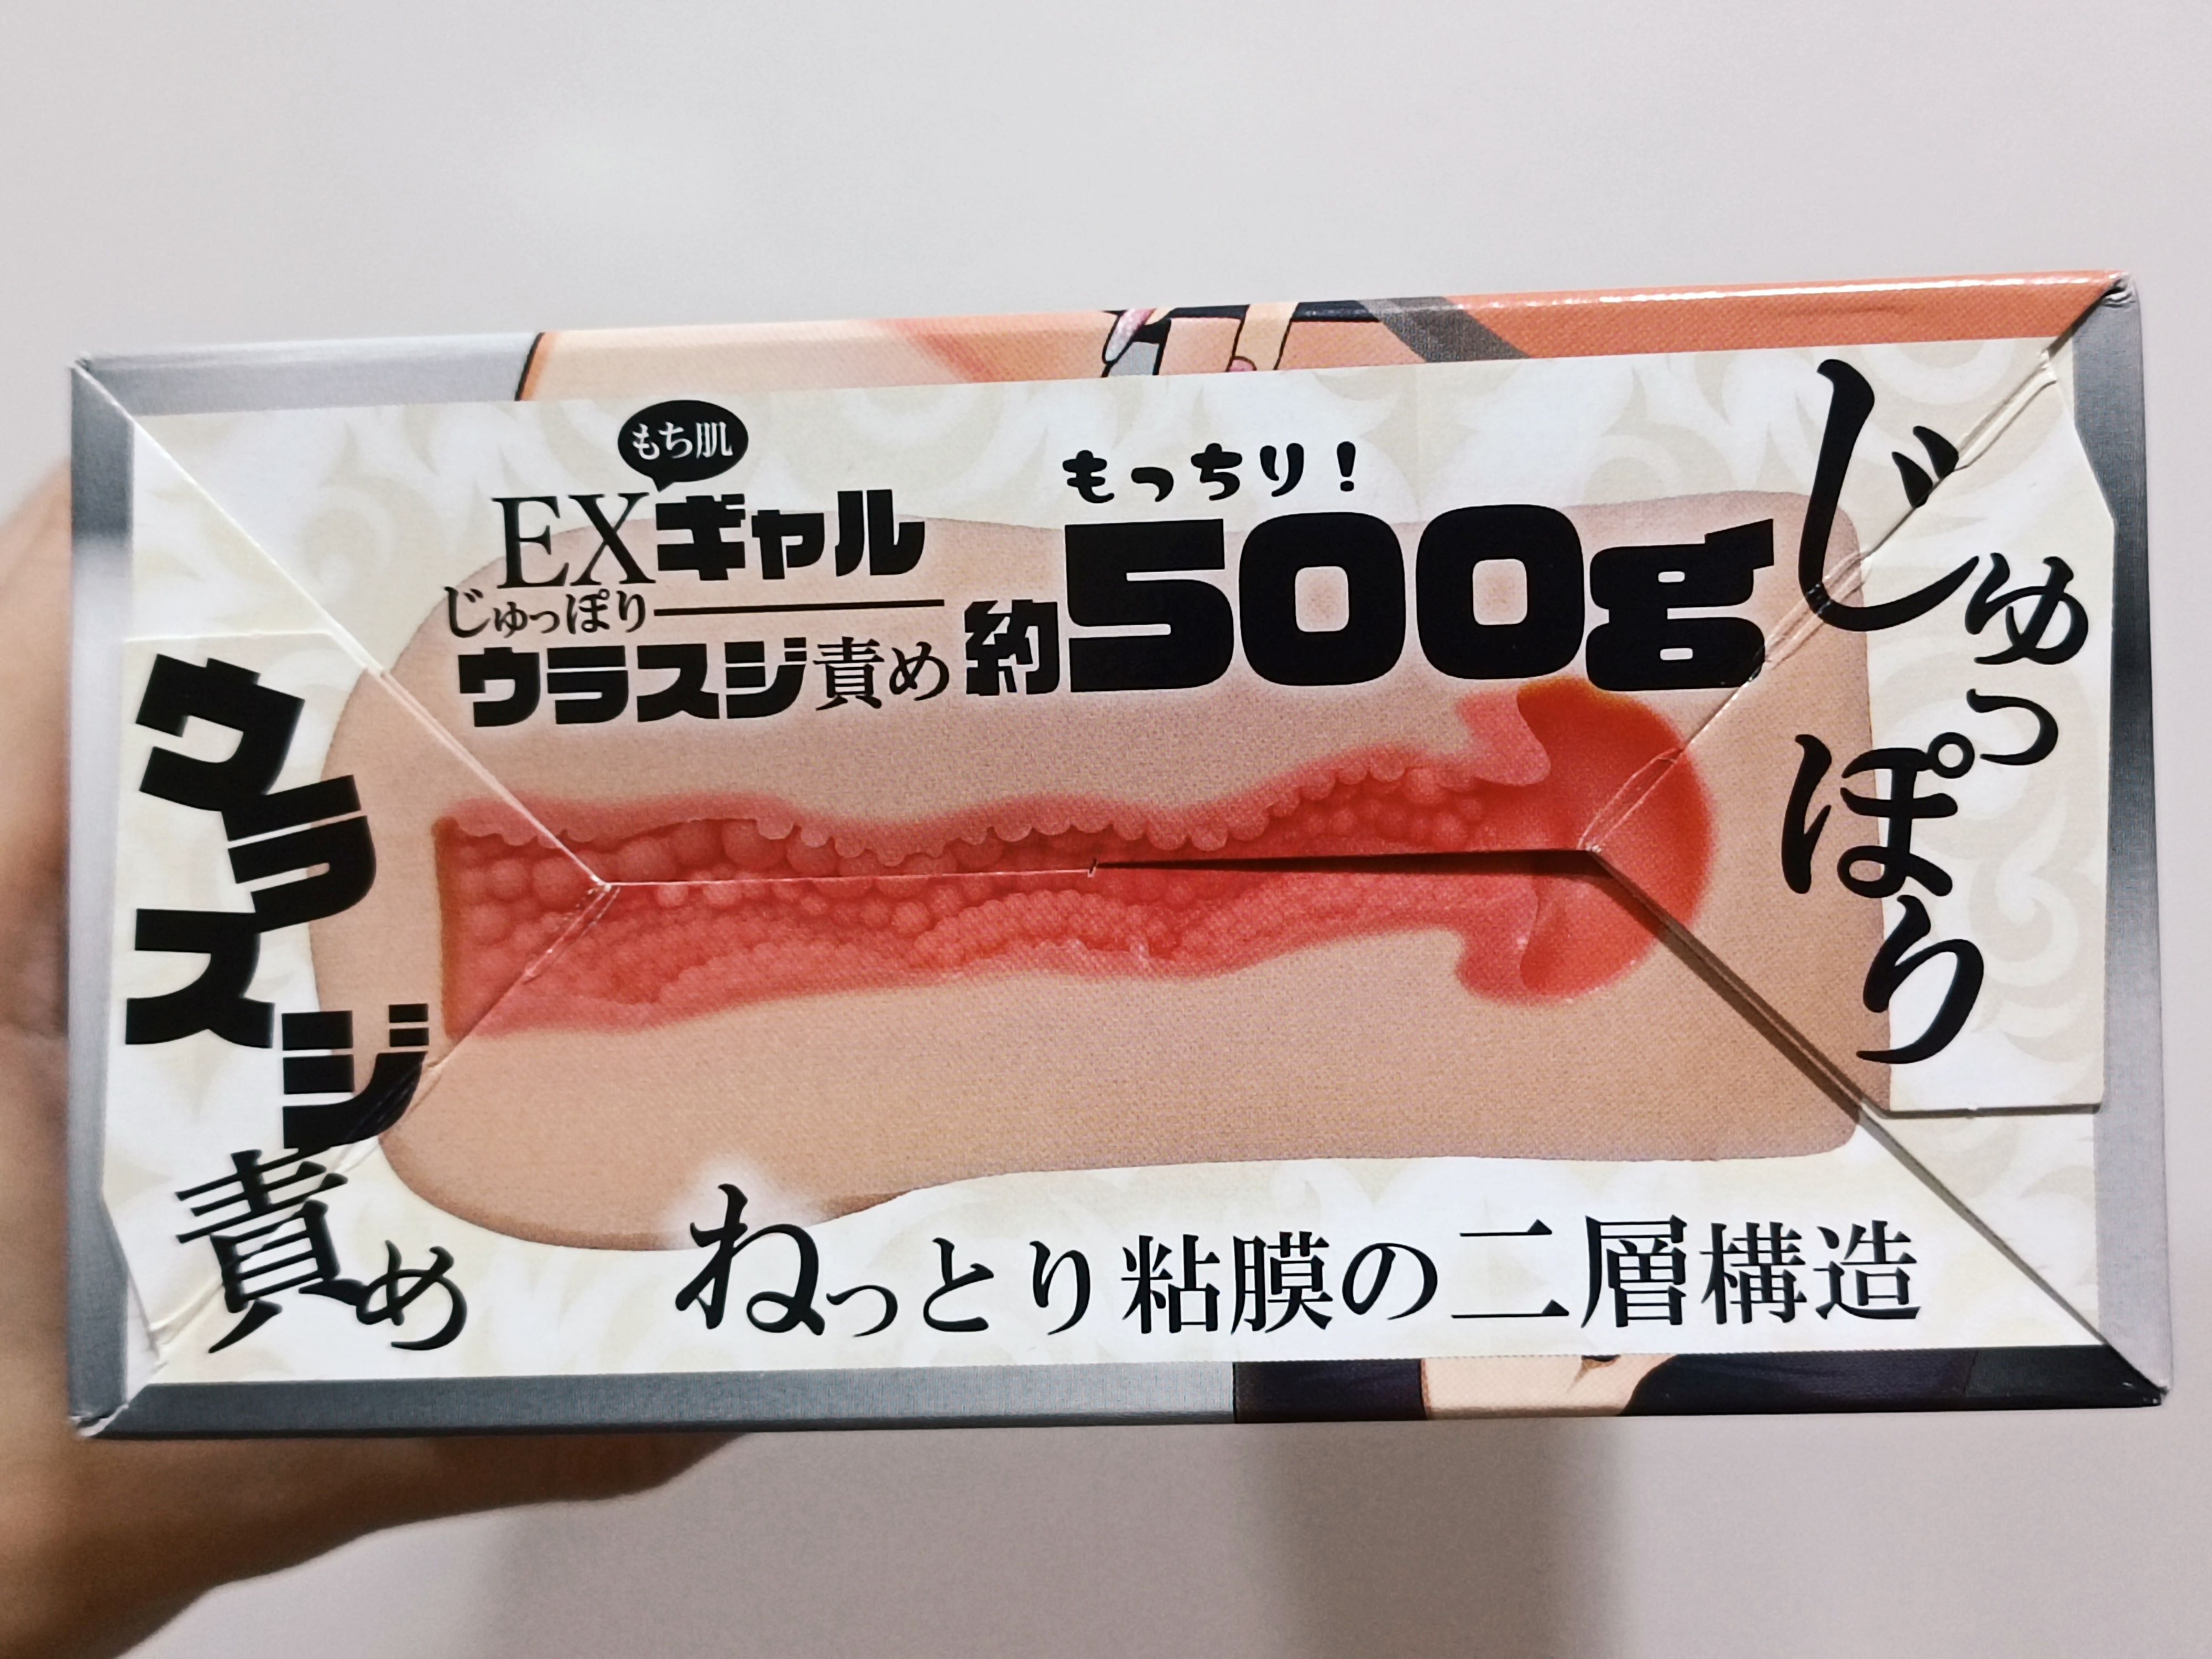 もち肌
EXギャル
じゅっぽり
ウラスジ責め
もっちり！
約500g
じゅっぽり
ウラスジ責め
ねっとり粘膜の二層構造